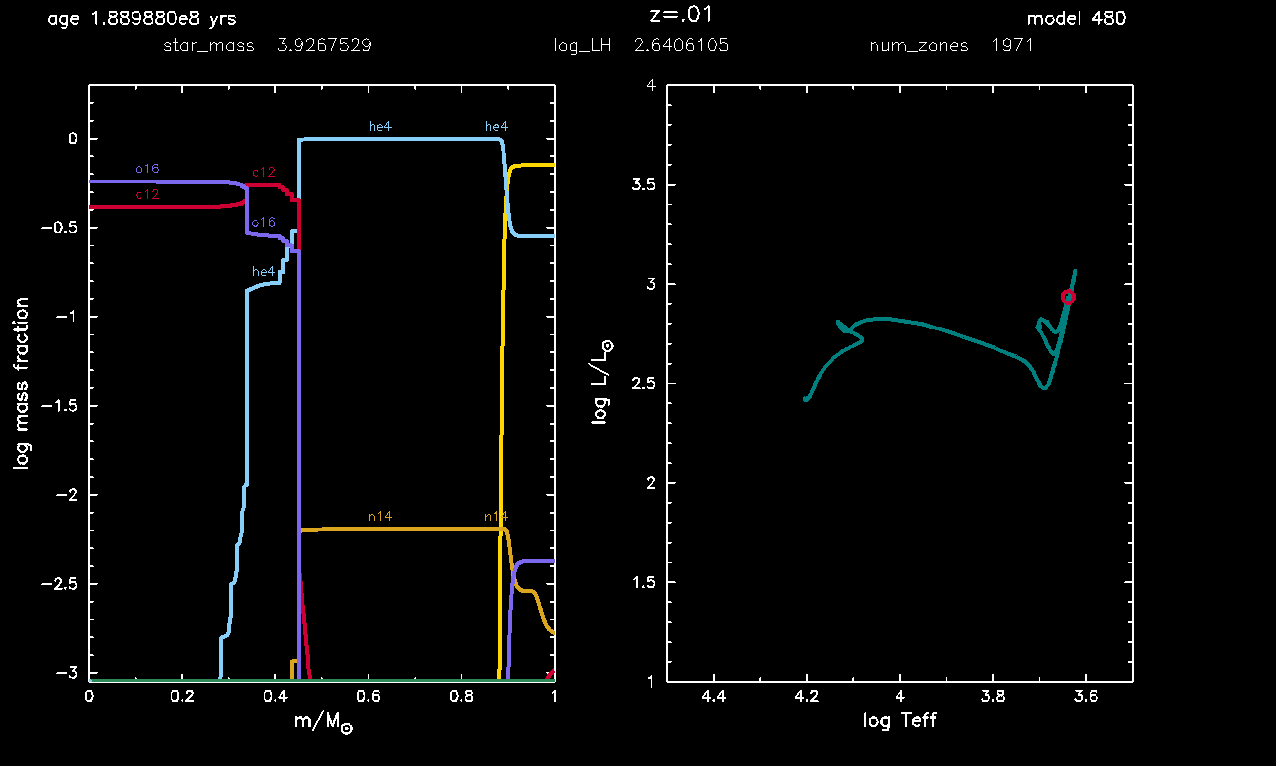 age 1.889880e8 yrs z=.01 model 480
star_mass 3.9267529 log_LH 2.6406105 num_zones 1971
log mass fraction
0
−0.5
−1
−1.5
−2
−2.5
−3
he4 he4
o16 c12
c12
o16
he4
n14 n14
0 0.2 0.4 0.6 0.8 1
m/M⊙
log L/L⊙
4
3.5
3
2.5
2
1.5
1
4.4 4.2 4 3.8 3.6
log Teff